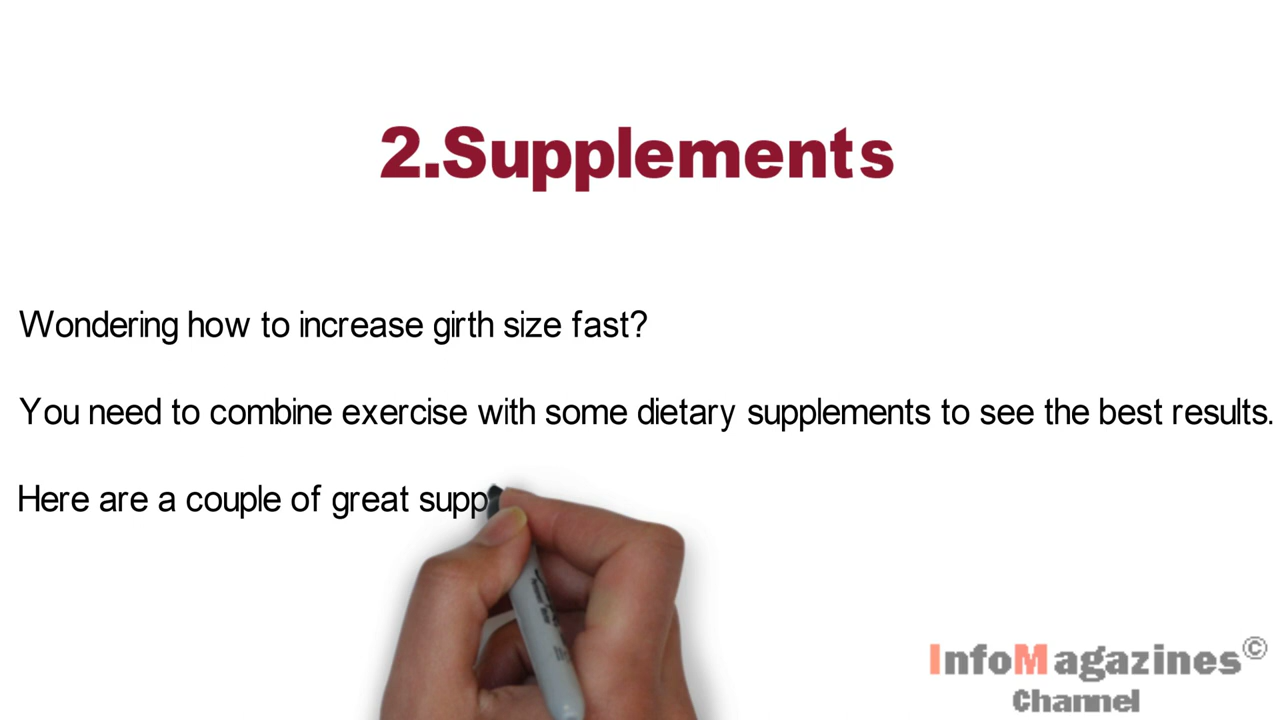 2.Supplements
Wondering how to increase girth size fast?
You need to combine exercise with some dietary supplements to see the best results.
Here are a couple of great supp
InfoMagazines©
Channel